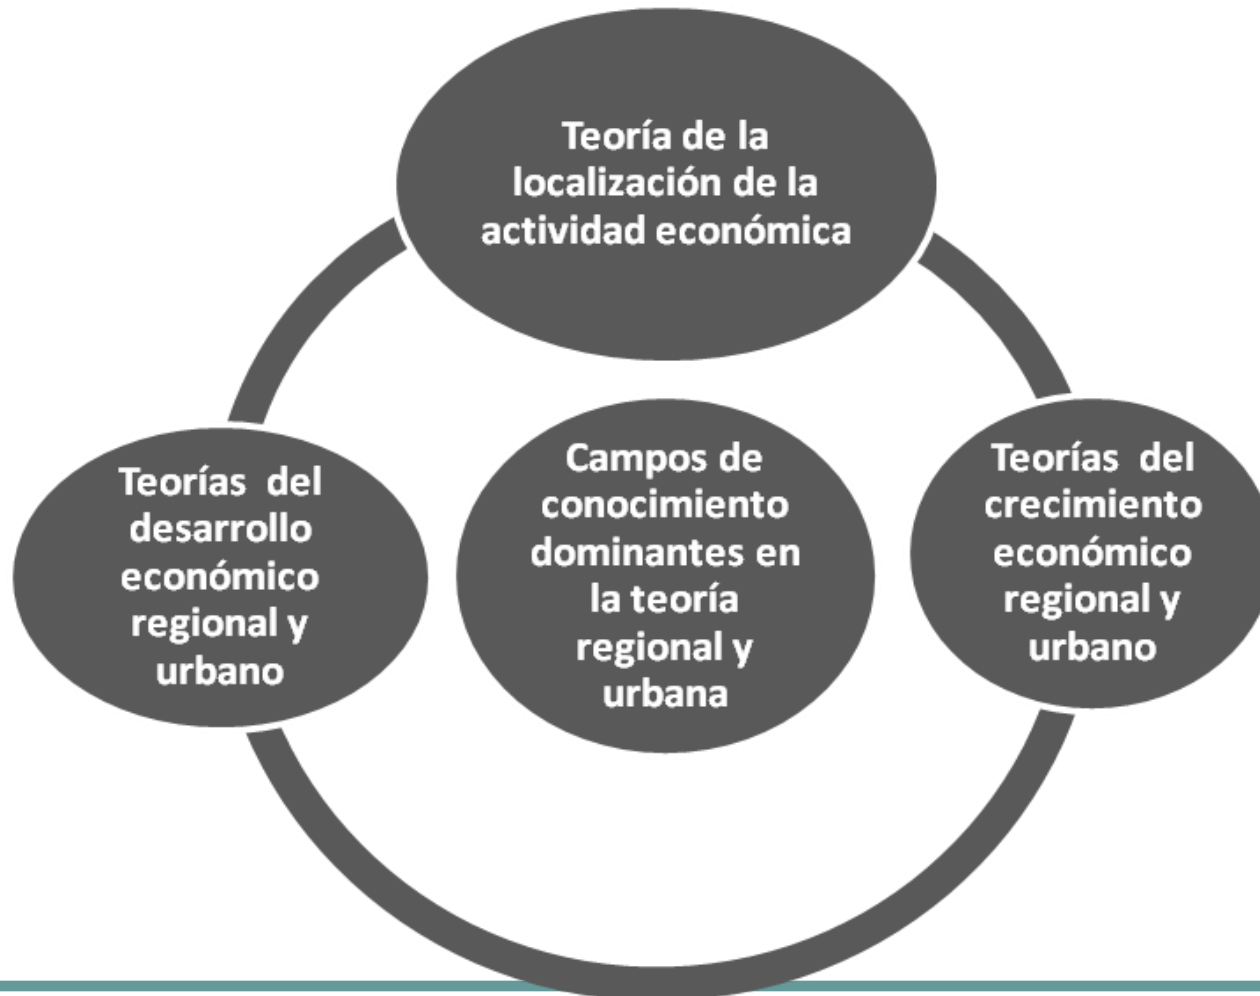 Teoría de la
localización de la
actividad económica
Teorías del
desarrollo
económico
regional y
urbano
Campos de
conocimiento
dominantes en
la teoría
regional y
urbana
Teorías del
crecimiento
económico
regional y
urbano